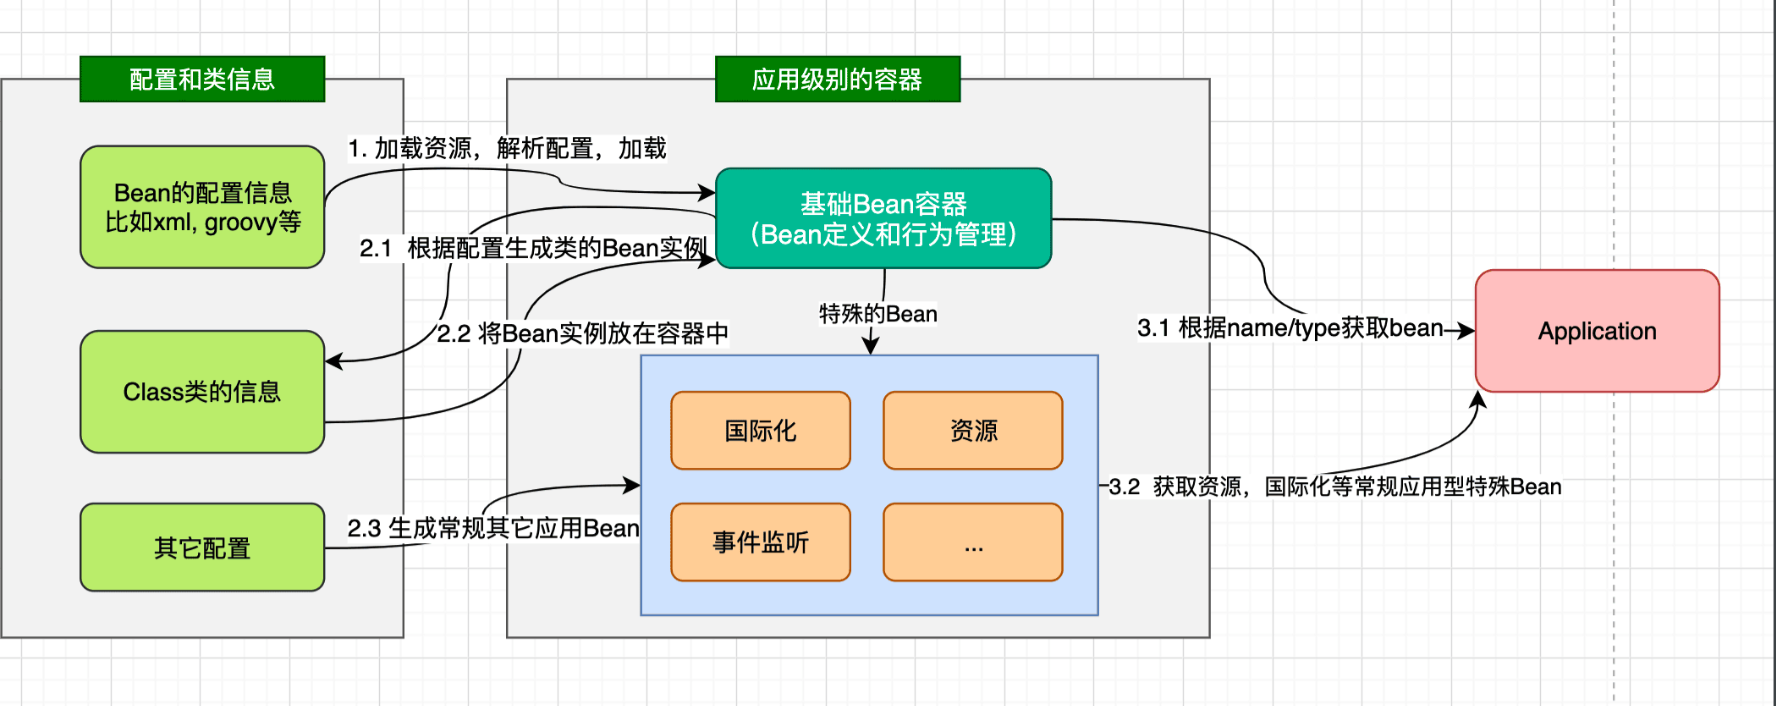 配置和类信息
应用级别的容器
1. 加载资源，解析配置，加载
Bean的配置信息
比如xml, groovy等
基础Bean容器
（Bean定义和行为管理）
2.1 根据配置生成类的Bean实例
特殊的Bean
2.2 将Bean实例放在容器中
3.1 根据name/type获取bean
Application
Class类的信息
国际化
资源
3.2 获取资源，国际化等常规应用型特殊Bean
2.3 生成常规其它应用Bean
其它配置
事件监听
...